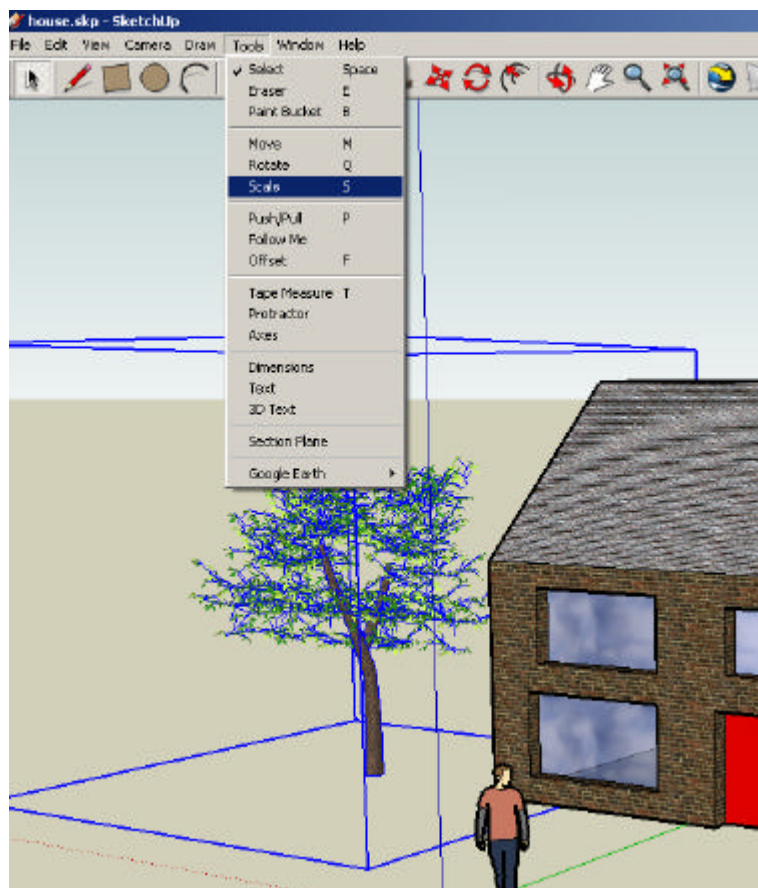 house.skp - SketchUp
File Edit View Camera Draw Tools Window Help
Select Space
Eraser E
Paint Bucket B
Move M
Rotate Q
Scale S
Push/Pull P
Follow Me
Offset F
Tape Measure T
Protractor
Axes
Dimensions
Text
3D Text
Section Plane
Google Earth